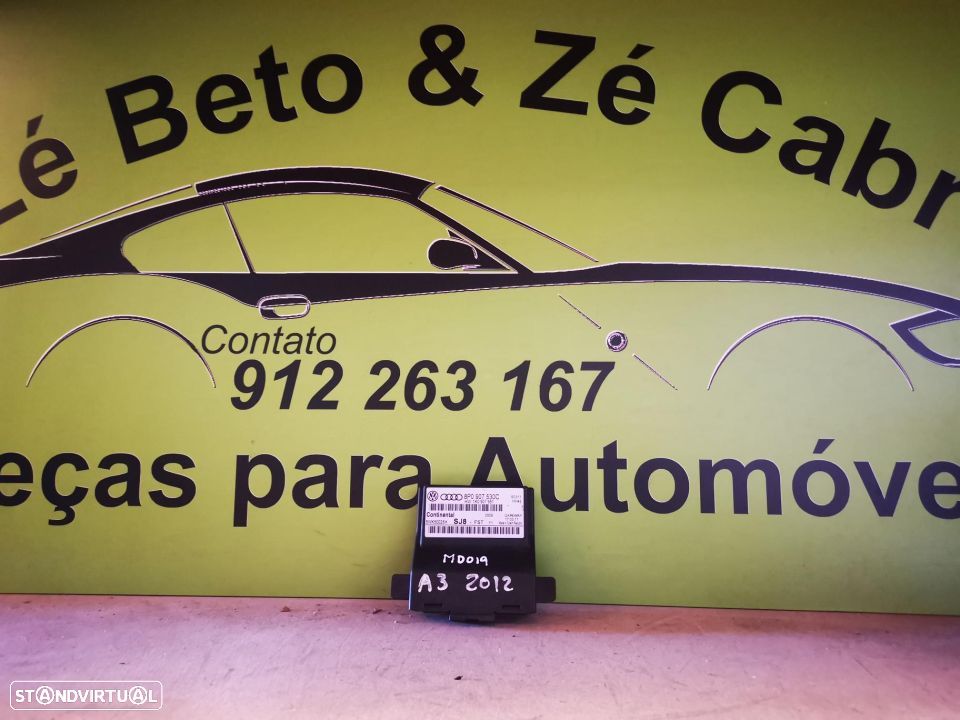 Zé Beto & Zé Cabr
Contato
912 263 167
eças para Automóve
8P0 907 530C
Continental
SJ8
MD019
A3 2012
STANDVIRTUAL